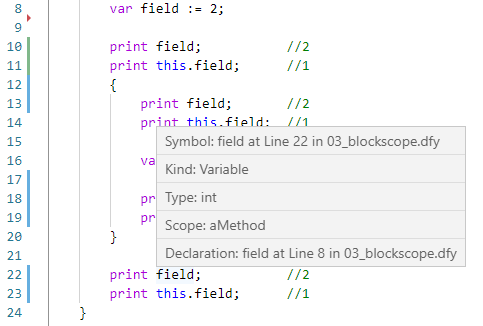 8 var field := 2;
9
10 print field; //2
11 print this.field; //1
12 {
13 print field; //2
14 print this.field; //1
15
16 va
17
18 pr
19 pr
20 }
21
22 print field; //2
23 print this.field; //1
24 }
Symbol: field at Line 22 in 03_blockscope.dfy
Kind: Variable
Type: int
Scope: aMethod
Declaration: field at Line 8 in 03_blockscope.dfy